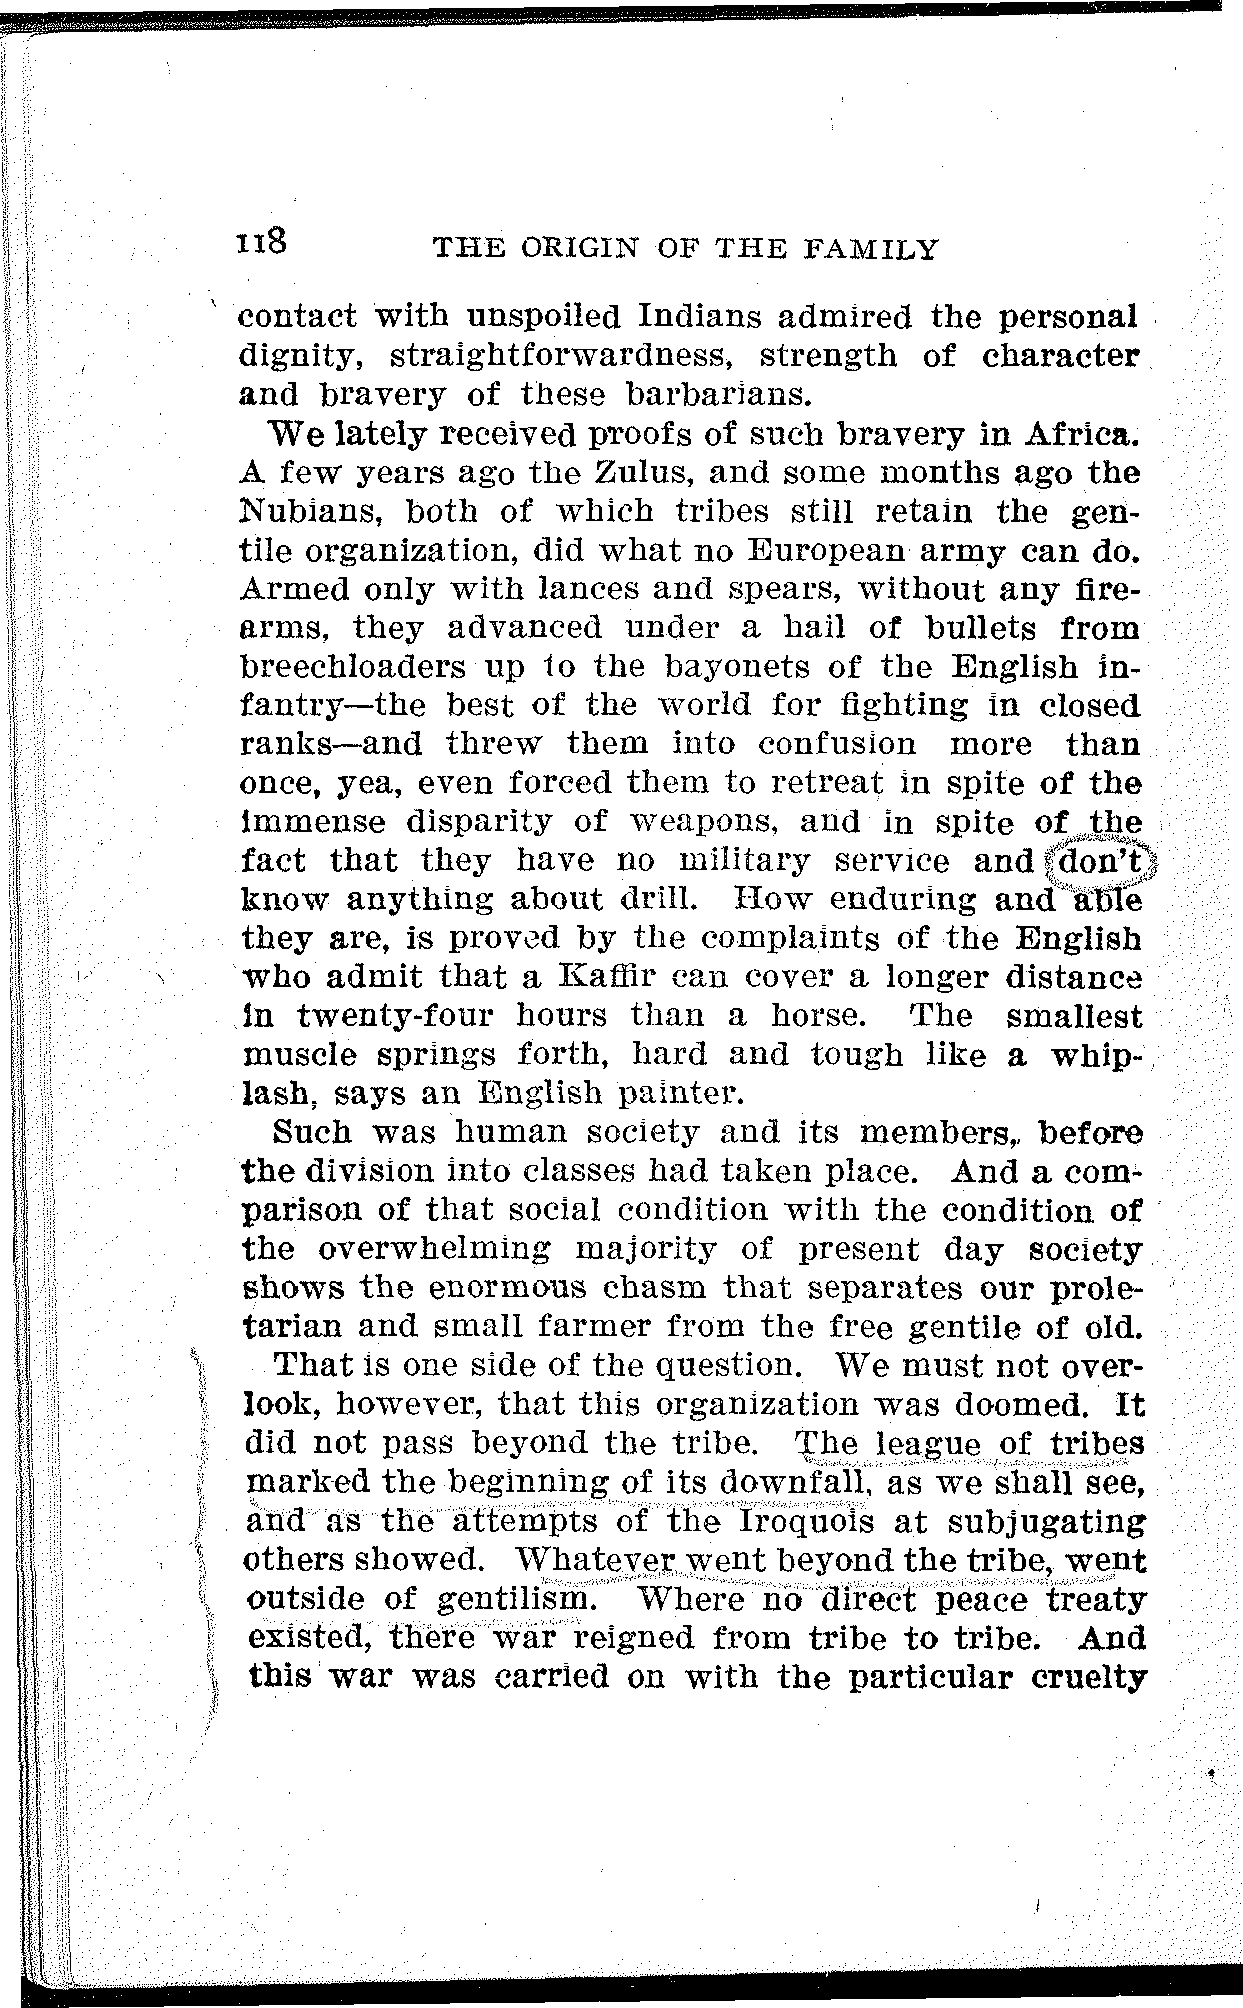 118 THE ORIGIN OF THE FAMILY
contact with unspoiled Indians admired the personal
dignity, straightforwardness, strength of character
and bravery of these barbarians.
We lately received proofs of such bravery in Africa.
A few years ago the Zulus, and some months ago the
Nubians, both of which tribes still retain the gen-
tile organization, did what no European army can do.
Armed only with lances and spears, without any fire-
arms, they advanced under a hail of bullets from
breechloaders up to the bayonets of the English in-
fantry—the best of the world for fighting in closed
ranks—and threw them into confusion more than
once, yea, even forced them to retreat in spite of the
immense disparity of weapons, and in spite of the
fact that they have no military service and don't
know anything about drill. How enduring and able
they are, is proved by the complaints of the English
who admit that a Kaffir can cover a longer distance
in twenty-four hours than a horse. The smallest
muscle springs forth, hard and tough like a whip-
lash, says an English painter.
Such was human society and its members, before
the division into classes had taken place. And a com-
parison of that social condition with the condition of
the overwhelming majority of present day society
shows the enormous chasm that separates our prole-
tarian and small farmer from the free gentile of old.
That is one side of the question. We must not over-
look, however, that this organization was doomed. It
did not pass beyond the tribe. The league of tribes
marked the beginning of its downfall, as we shall see,
and as the attempts of the Iroquois at subjugating
others showed. Whatever went beyond the tribe, went
outside of gentilism. Where no direct peace treaty
existed, there war reigned from tribe to tribe. And
this war was carried on with the particular cruelty